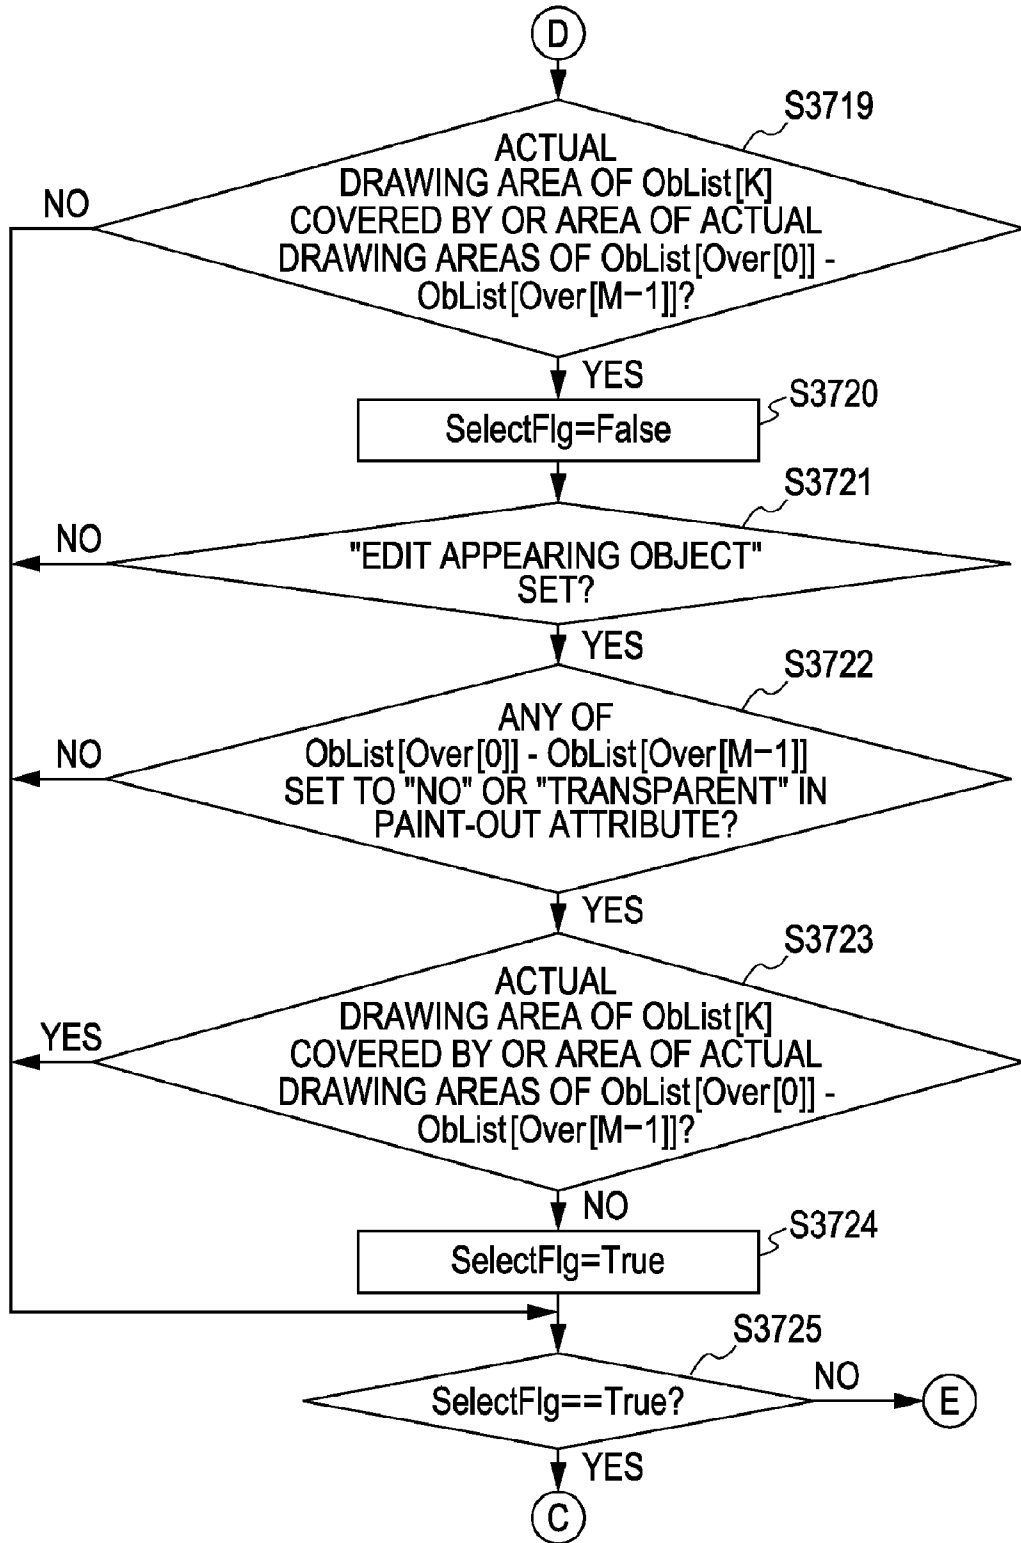 D
S3719
ACTUAL
DRAWING AREA OF ObList[K]
COVERED BY OR AREA OF ACTUAL
DRAWING AREAS OF ObList[Over[0]] -
ObList[Over[M−1]]?
NO
YES
S3720
SelectFlg=False
S3721
"EDIT APPEARING OBJECT"
SET?
NO
YES
S3722
ANY OF
ObList[Over[0]] - ObList[Over[M−1]]
SET TO "NO" OR "TRANSPARENT" IN
PAINT-OUT ATTRIBUTE?
NO
YES
S3723
ACTUAL
DRAWING AREA OF ObList[K]
COVERED BY OR AREA OF ACTUAL
DRAWING AREAS OF ObList[Over[0]] -
ObList[Over[M−1]]?
YES
NO
S3724
SelectFlg=True
S3725
SelectFlg==True?
NO
E
YES
C